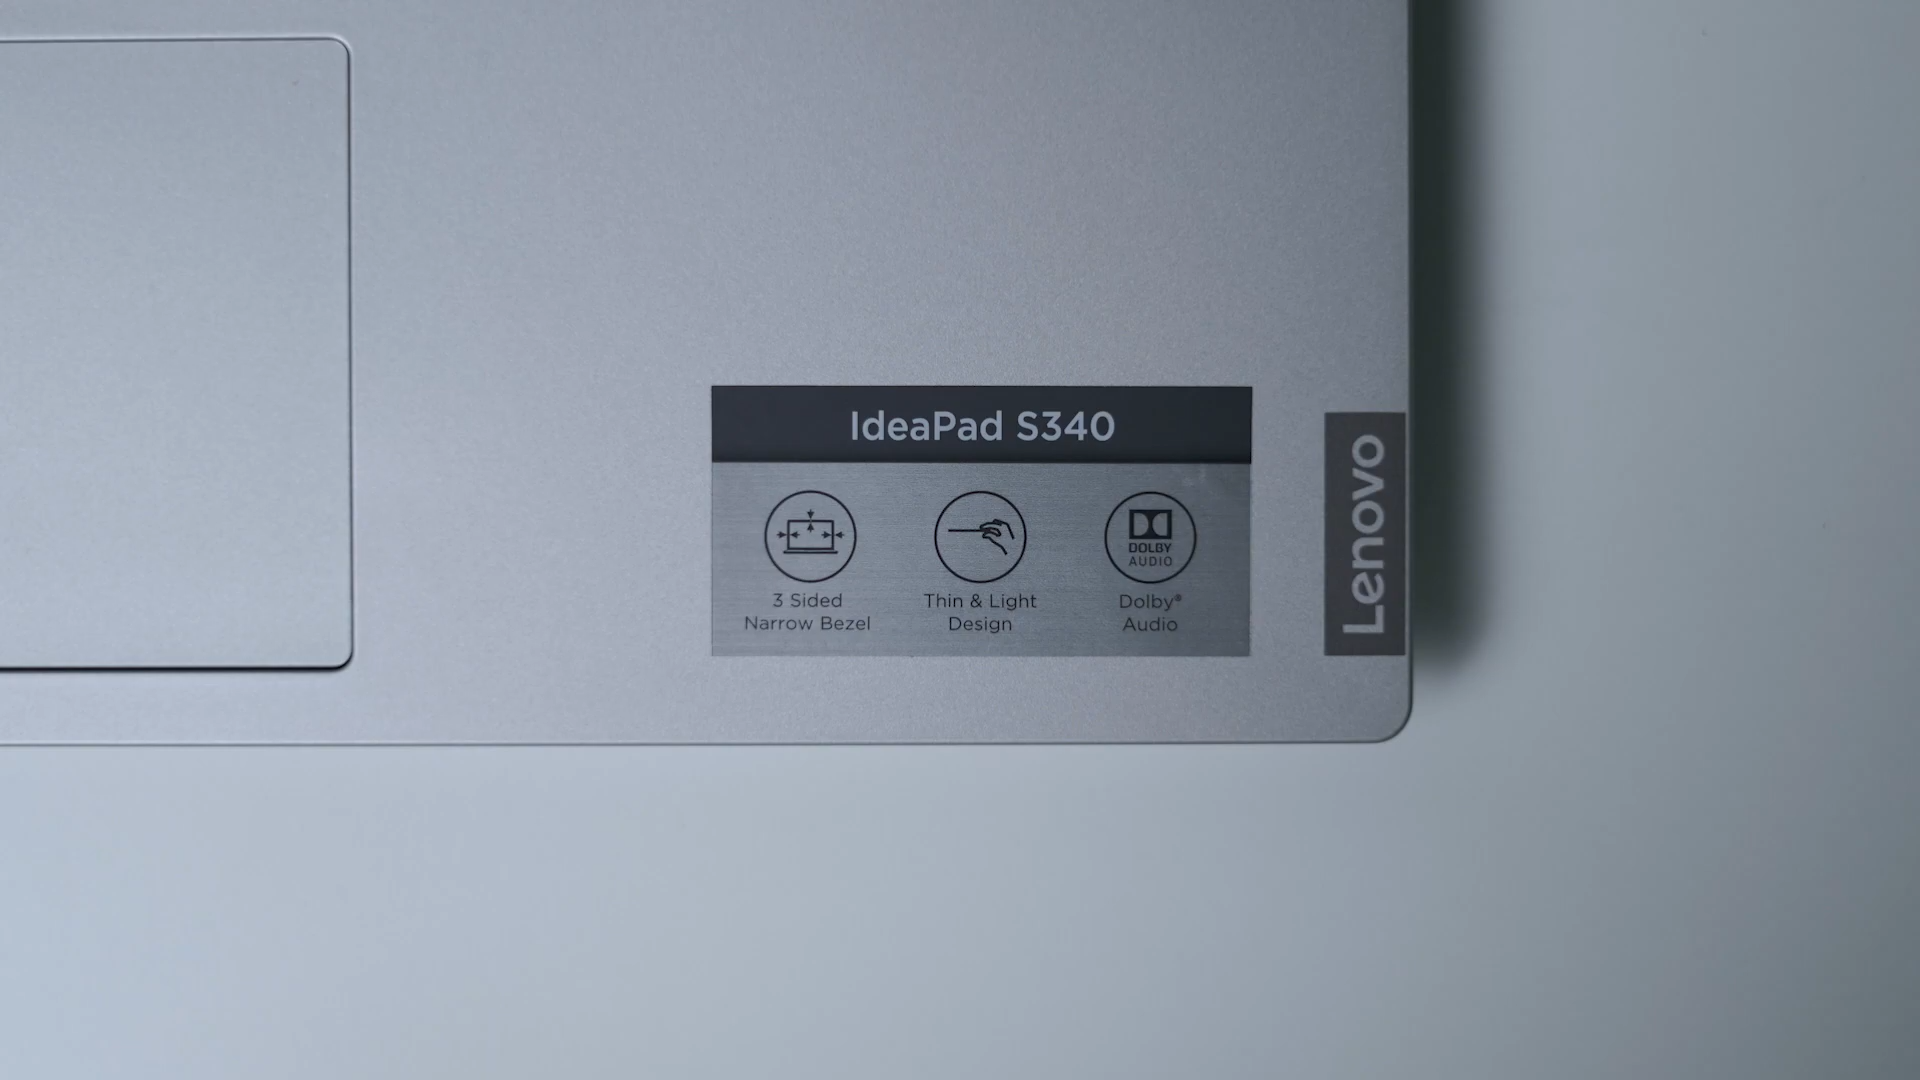 IdeaPad S340
DOLBY
AUDIO
3 Sided
Narrow Bezel
Thin & Light
Design
Dolby®
Audio
Lenovo